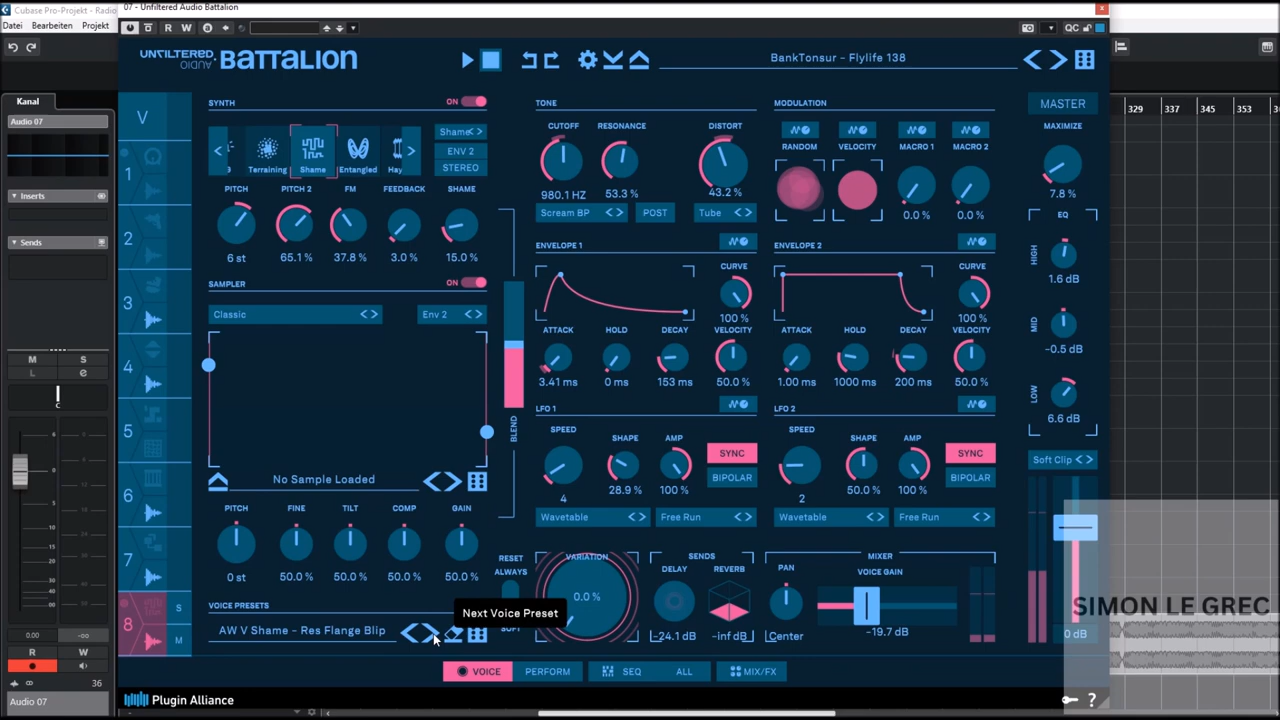 Cubase Pro-Projekt - Radio
07 - Unfiltered Audio Battalion
Datei Bearbeiten Projekt
R W QC
UNFILTERED AUDIO BATTALION
BankTonsur - Flylife 138
Kanal
Audio 07
Inserts
Sends
M S
L e
C
0.00 -∞
R W
36
Audio 07
329 337 345 353 3
V
1
2
3
4
5
6
7
8
S
M
SYNTH ON
Terraining Shame Entangled Hay
Shame
ENV 2
STEREO
PITCH PITCH 2 FM FEEDBACK SHAME
6 st 65.1 % 37.8 % 3.0 % 15.0 %
SAMPLER ON
Classic Env 2
No Sample Loaded
BLEND
PITCH FINE TILT COMP GAIN
0 st 50.0 % 50.0 % 50.0 % 50.0 %
RESET
ALWAYS
VOICE PRESETS
AW V Shame - Res Flange Blip
Next Voice Preset
TONE
CUTOFF RESONANCE DISTORT
980.1 HZ 53.3 % 43.2 %
Scream BP POST Tube
MODULATION
RANDOM VELOCITY MACRO 1 MACRO 2
0.0 % 0.0 %
ENVELOPE 1
CURVE
100 %
ATTACK HOLD DECAY VELOCITY
3.41 ms 0 ms 153 ms 50.0 %
ENVELOPE 2
CURVE
100 %
ATTACK HOLD DECAY VELOCITY
1.00 ms 1000 ms 200 ms 50.0 %
LFO 1
SPEED SHAPE AMP SYNC
BIPOLAR
4 28.9 % 100 %
Wavetable Free Run
LFO 2
SPEED SHAPE AMP SYNC
BIPOLAR
2 50.0 % 100 %
Wavetable Free Run
VARIATION
0.0 %
SENDS
DELAY REVERB
-24.1 dB -inf dB
MIXER
PAN VOICE GAIN
Center -19.7 dB
MASTER
MAXIMIZE
7.8 %
EQ
HIGH
1.6 dB
MID
-0.5 dB
LOW
6.6 dB
Soft Clip
0 dB
SIMON LE GREC
VOICE PERFORM SEQ ALL MIX/FX
Plugin Alliance
?